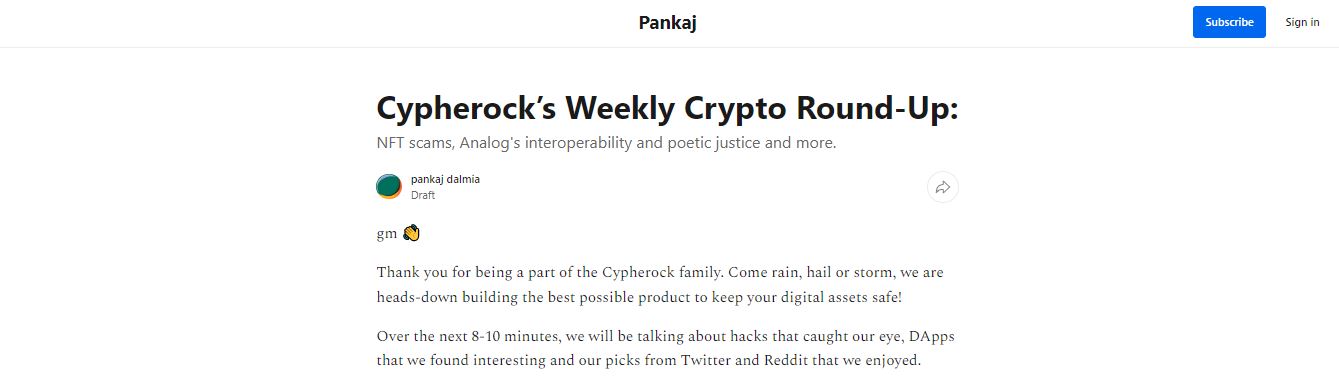 Pankaj
Subscribe
Sign in
Cypherock’s Weekly Crypto Round-Up:
NFT scams, Analog's interoperability and poetic justice and more.
pankaj dalmia
Draft
gm 👋
Thank you for being a part of the Cypherock family. Come rain, hail or storm, we are
heads-down building the best possible product to keep your digital assets safe!
Over the next 8-10 minutes, we will be talking about hacks that caught our eye, DApps
that we found interesting and our picks from Twitter and Reddit that we enjoyed.